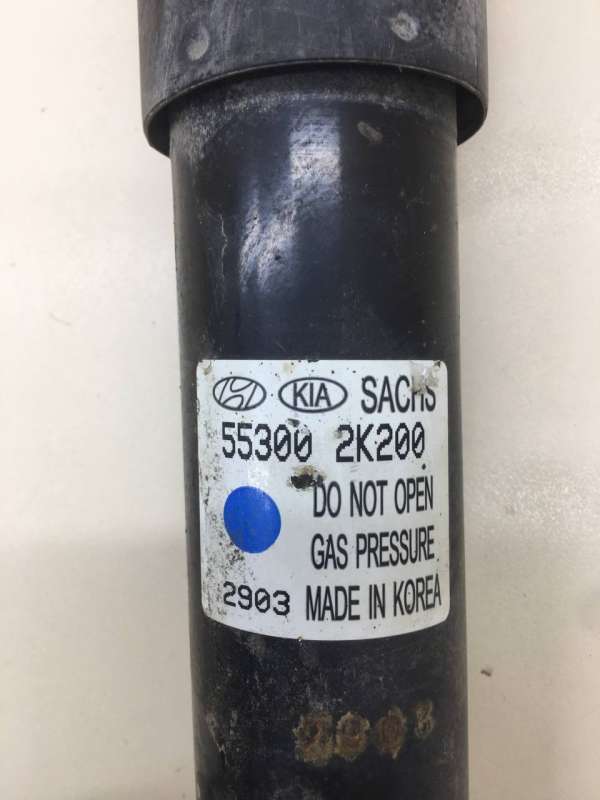 KIA SACHS
55300 2K200
DO NOT OPEN
GAS PRESSURE
2903 MADE IN KOREA